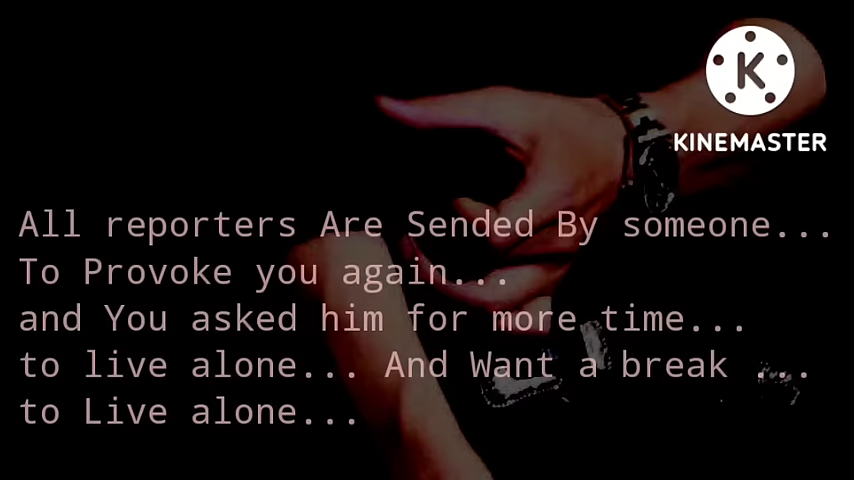 KINEMASTER
All reporters Are Sended By someone...
To Provoke you again...
and You asked him for more time...
to live alone... And Want a break ...
to Live alone...